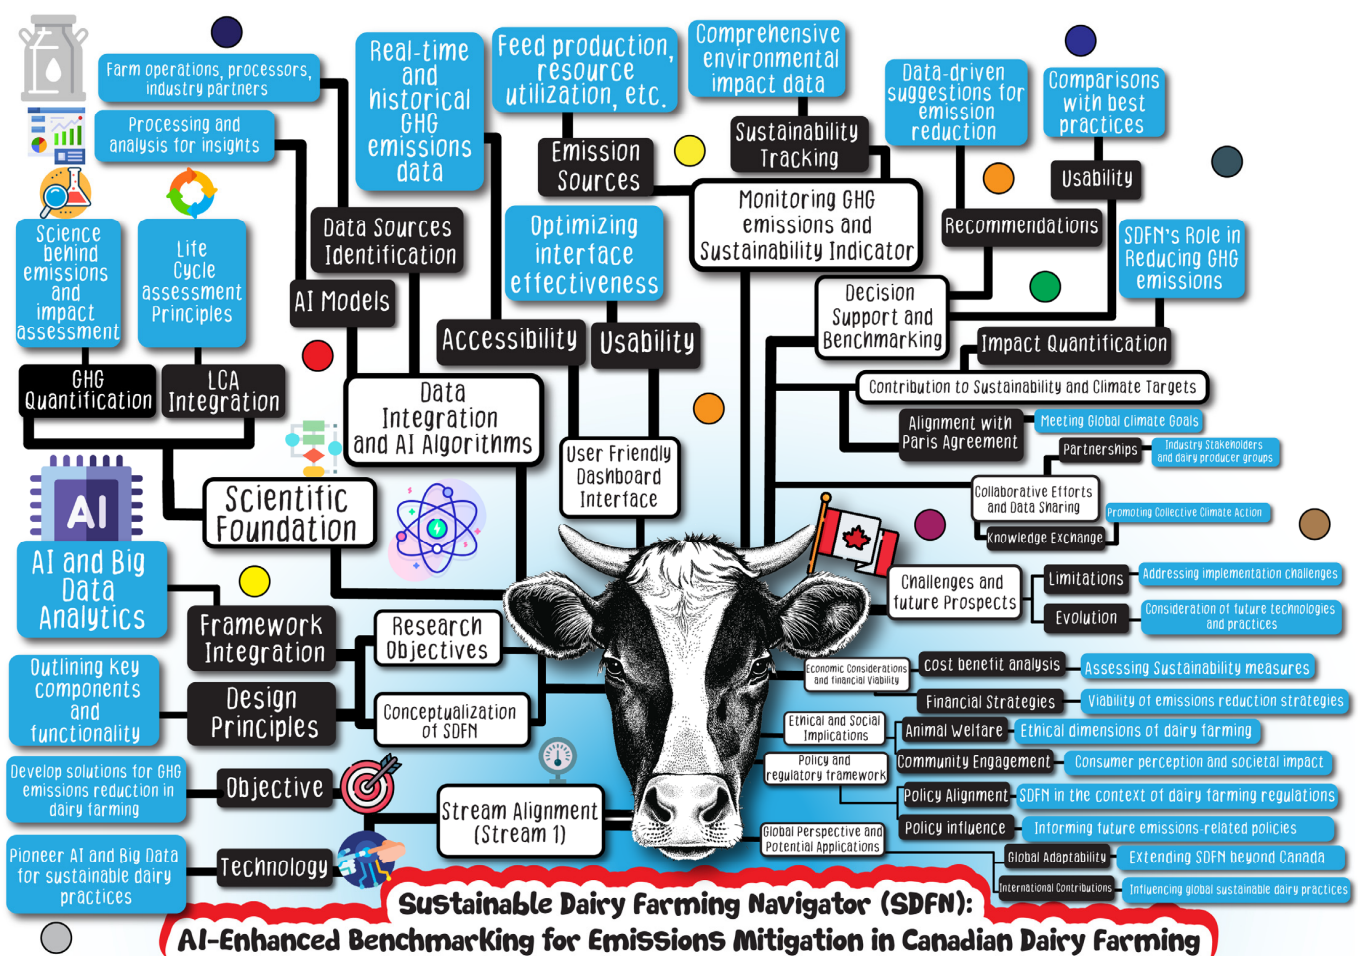 Farm operations, processors,
industry partners
Processing and
analysis for insights
Real-time
and
historical
GHG
emissions
data
Feed production,
resource
utilization, etc.
Comprehensive
environmental
impact data
Data-driven
suggestions for
emission
reduction
Comparisons
with best
practices
Emission
Sources
Sustainability
Tracking
Usability
Science
behind
emissions
and
impact
assessment
Life
Cycle
assessment
Principles
Data Sources
Identification
AI Models
Optimizing
interface
effectiveness
Monitoring GHG
emissions and
Sustainability Indicator
Recommendations
SDFN's Role in
Reducing GHG
emissions
Decision
Support and
Benchmarking
Accessibility
Usability
Impact Quantification
GHG
Quantification
LCA
Integration
Data
Integration
and AI Algorithms
Contribution to Sustainability and Climate Targets
Alignment with
Paris Agreement
Meeting Global climate Goals
Partnerships
Industry Stakeholders
and dairy producer groups
User Friendly
Dashboard
Interface
Scientific
Foundation
Collaborative Efforts
and Data Sharing
Promoting Collective Climate Action
Knowledge Exchange
AI
AI and Big
Data
Analytics
Challenges and
future Prospects
Limitations
Addressing implementation challenges
Evolution
Consideration of future technologies
and practices
Framework
Integration
Research
Objectives
Outlining key
components
and
functionality
Design
Principles
Conceptualization
of SDFN
Economic Considerations
and financial Viability
cost benefit analysis
Assessing Sustainability measures
Financial Strategies
Viability of emissions reduction strategies
Ethical and Social
Implications
Animal Welfare
Ethical dimensions of dairy farming
Policy and
regulatory framework
Community Engagement
Consumer perception and societal impact
Policy Alignment
SDFN in the context of dairy farming regulations
Policy influence
Informing future emissions-related policies
Develop solutions for GHG
emissions reduction in
dairy farming
Objective
Stream Alignment
(Stream 1)
Global Perspective and
Potential Applications
Global Adaptability
Extending SDFN beyond Canada
International Contributions
Influencing global sustainable dairy practices
Pioneer AI and Big Data
for sustainable dairy
practices
Technology
Sustainable Dairy Farming Navigator (SDFN):
AI-Enhanced Benchmarking for Emissions Mitigation in Canadian Dairy Farming